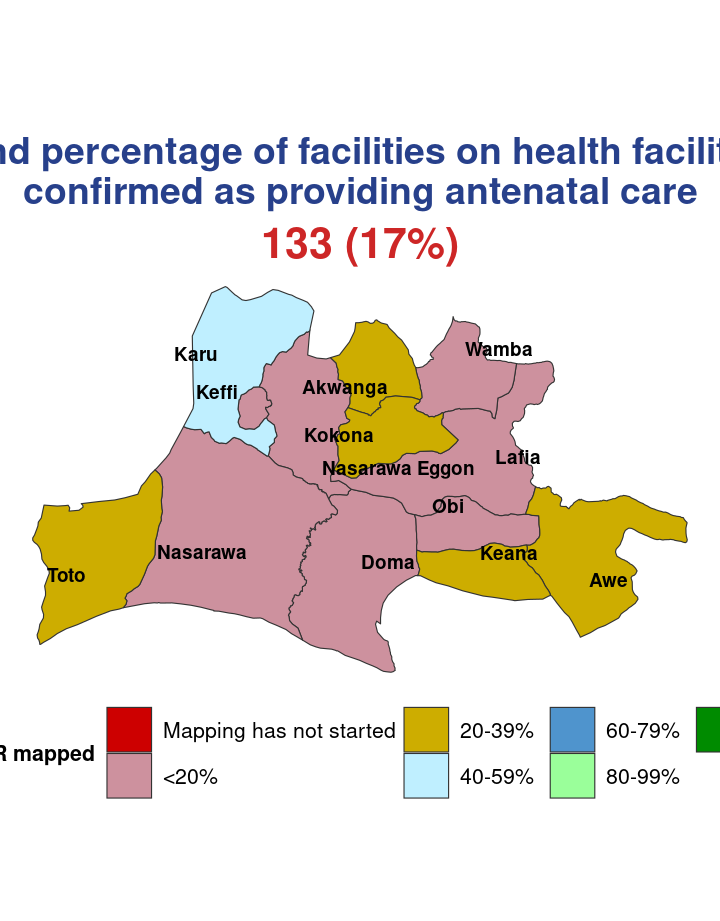 nd percentage of facilities on health facilit
confirmed as providing antenatal care
133 (17%)
Wamba
Karu
Akwanga
Keffi
Kokona
Lafia
Nasarawa Eggon
Obi
Nasarawa
Keana
Doma
Toto
Awe
R mapped
Mapping has not started
20-39%
60-79%
<20%
40-59%
80-99%